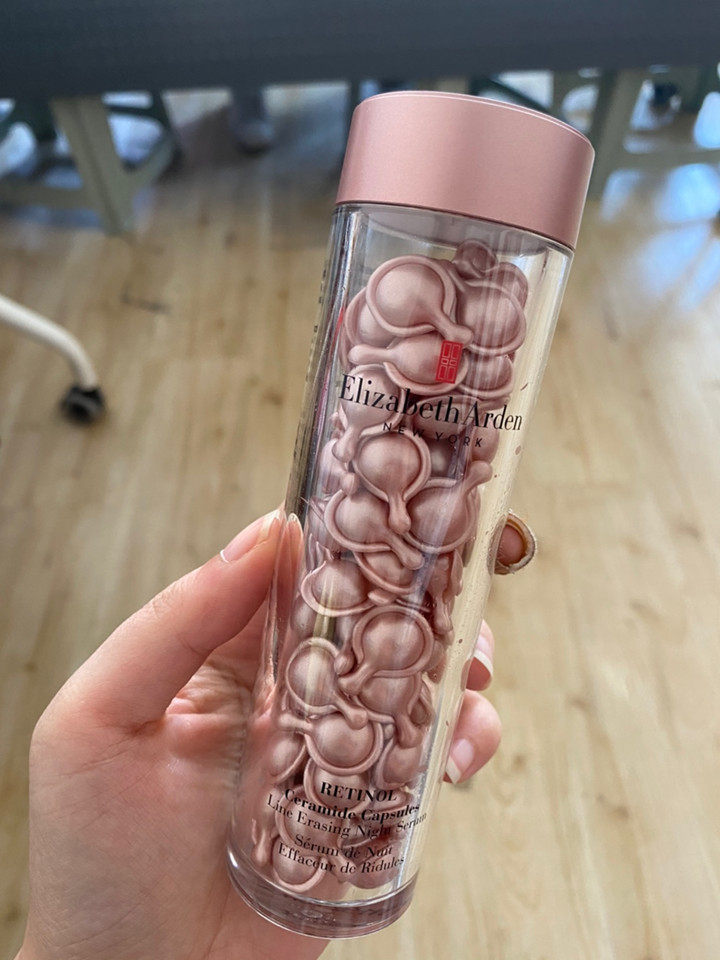 Elizabeth Arden
NEW YORK
RETINOL
Ceramide Capsules
Line Erasing Night Serum
Sérum de Nuit
Effaceur de Ridules